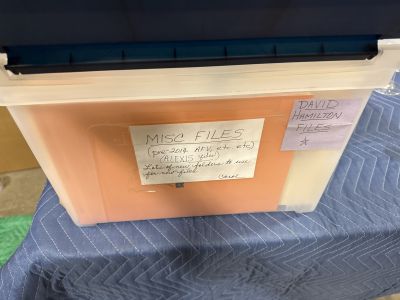 MISC FILES
(pre-2014 AFV, etc etc)
(ALEXIS files)
Lots of new folders to use
for new files
Carol
DAVID
HAMILTON
FILES
*